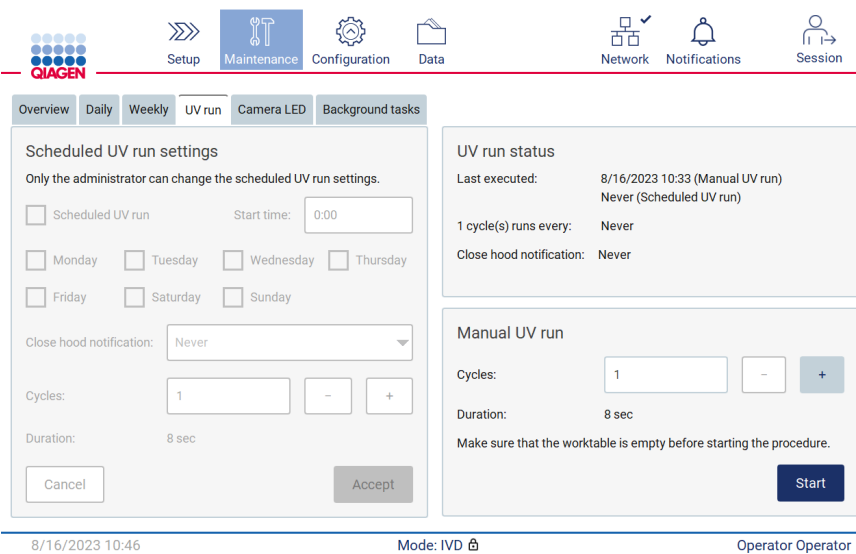 QIAGEN
Setup
Maintenance
Configuration
Data
Network
Notifications
Session
Overview
Daily
Weekly
UV run
Camera LED
Background tasks
Scheduled UV run settings
Only the administrator can change the scheduled UV run settings.
Scheduled UV run
Start time: 0:00
Monday
Tuesday
Wednesday
Thursday
Friday
Saturday
Sunday
Close hood notification: Never
Cycles: 1 - +
Duration: 8 sec
Cancel
Accept
UV run status
Last executed: 8/16/2023 10:33 (Manual UV run)
Never (Scheduled UV run)
1 cycle(s) runs every: Never
Close hood notification: Never
Manual UV run
Cycles: 1 - +
Duration: 8 sec
Make sure that the worktable is empty before starting the procedure.
Start
8/16/2023 10:46
Mode: IVD
Operator Operator